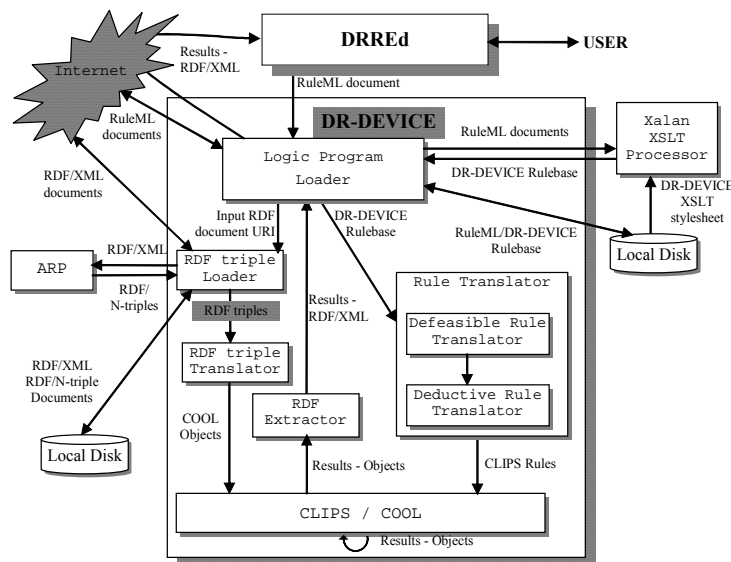 DRREd
USER
Internet
Results -
RDF/XML
RuleML document
RuleML
documents
DR-DEVICE
Logic Program
Loader
RuleML documents
DR-DEVICE Rulebase
Xalan
XSLT
Processor
DR-DEVICE
XSLT
stylesheet
RDF/XML
documents
Input RDF
document URI
DR-DEVICE
Rulebase
RuleML/DR-DEVICE
Rulebase
Local Disk
ARP
RDF/XML
RDF/
N-triples
RDF triple
Loader
RDF triples
Results -
RDF/XML
Rule Translator
Defeasible Rule
Translator
Deductive Rule
Translator
RDF triple
Translator
RDF/XML
RDF/N-triple
Documents
Local Disk
COOL
Objects
RDF
Extractor
Results - Objects
CLIPS Rules
CLIPS / COOL
Results - Objects